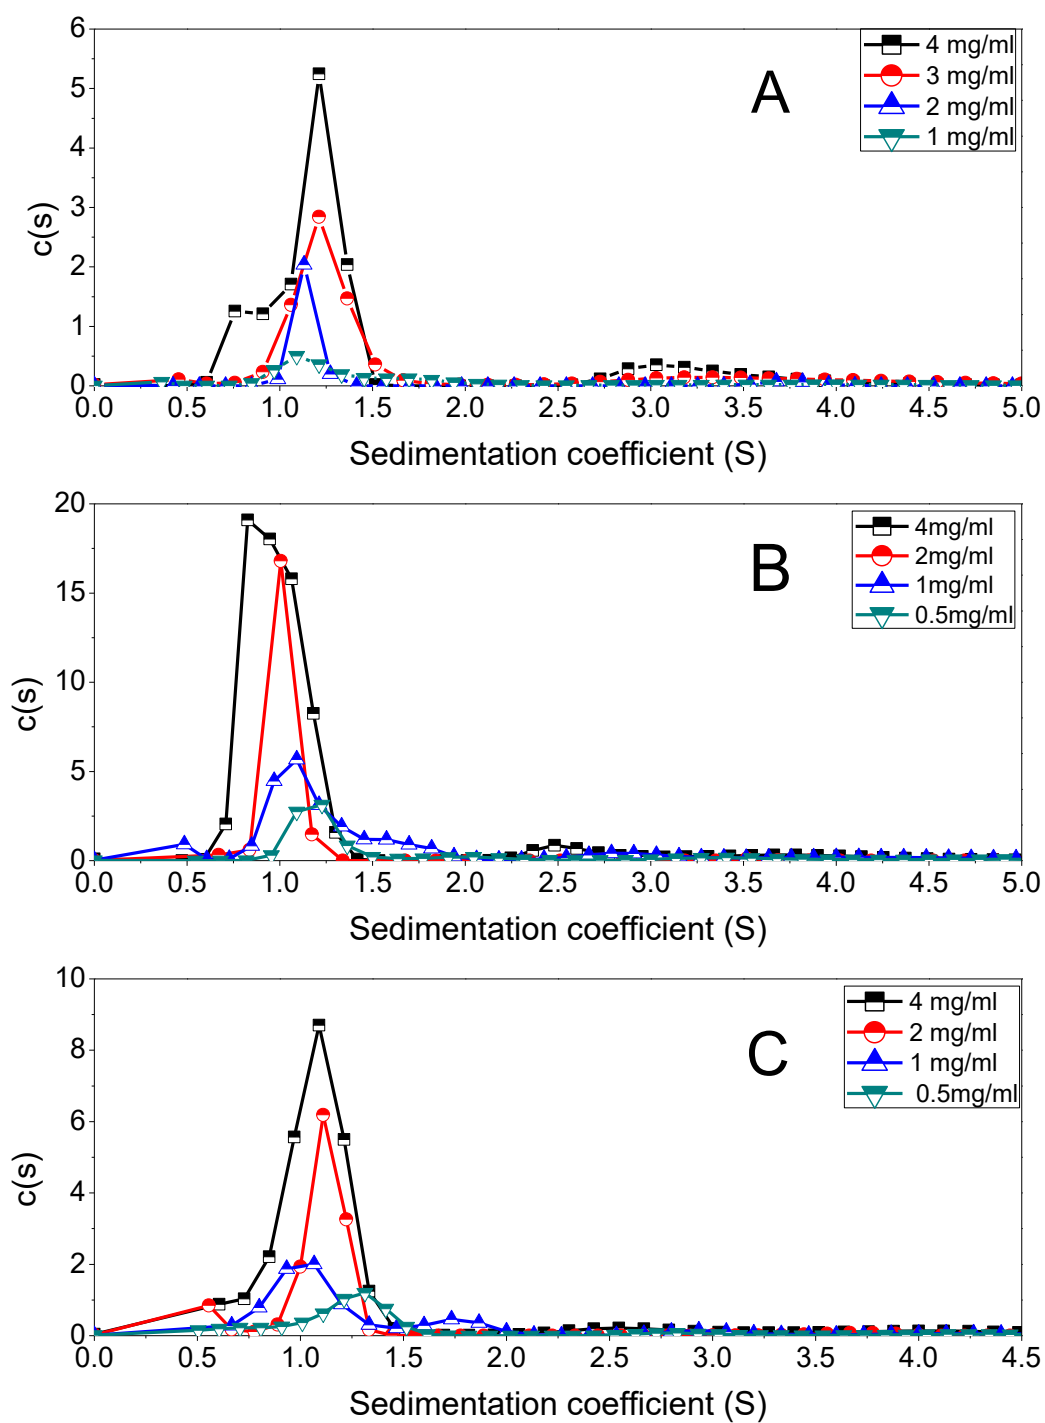 A
4 mg/ml
3 mg/ml
2 mg/ml
1 mg/ml
6
5
4
3
2
1
0
c(s)
0.0 0.5 1.0 1.5 2.0 2.5 3.0 3.5 4.0 4.5 5.0
Sedimentation coefficient (S)
B
4mg/ml
2mg/ml
1mg/ml
0.5mg/ml
20
15
10
5
0
c(s)
0.0 0.5 1.0 1.5 2.0 2.5 3.0 3.5 4.0 4.5 5.0
Sedimentation coefficient (S)
C
4 mg/ml
2 mg/ml
1 mg/ml
0.5mg/ml
10
8
6
4
2
0
c(s)
0.0 0.5 1.0 1.5 2.0 2.5 3.0 3.5 4.0 4.5
Sedimentation coefficient (S)